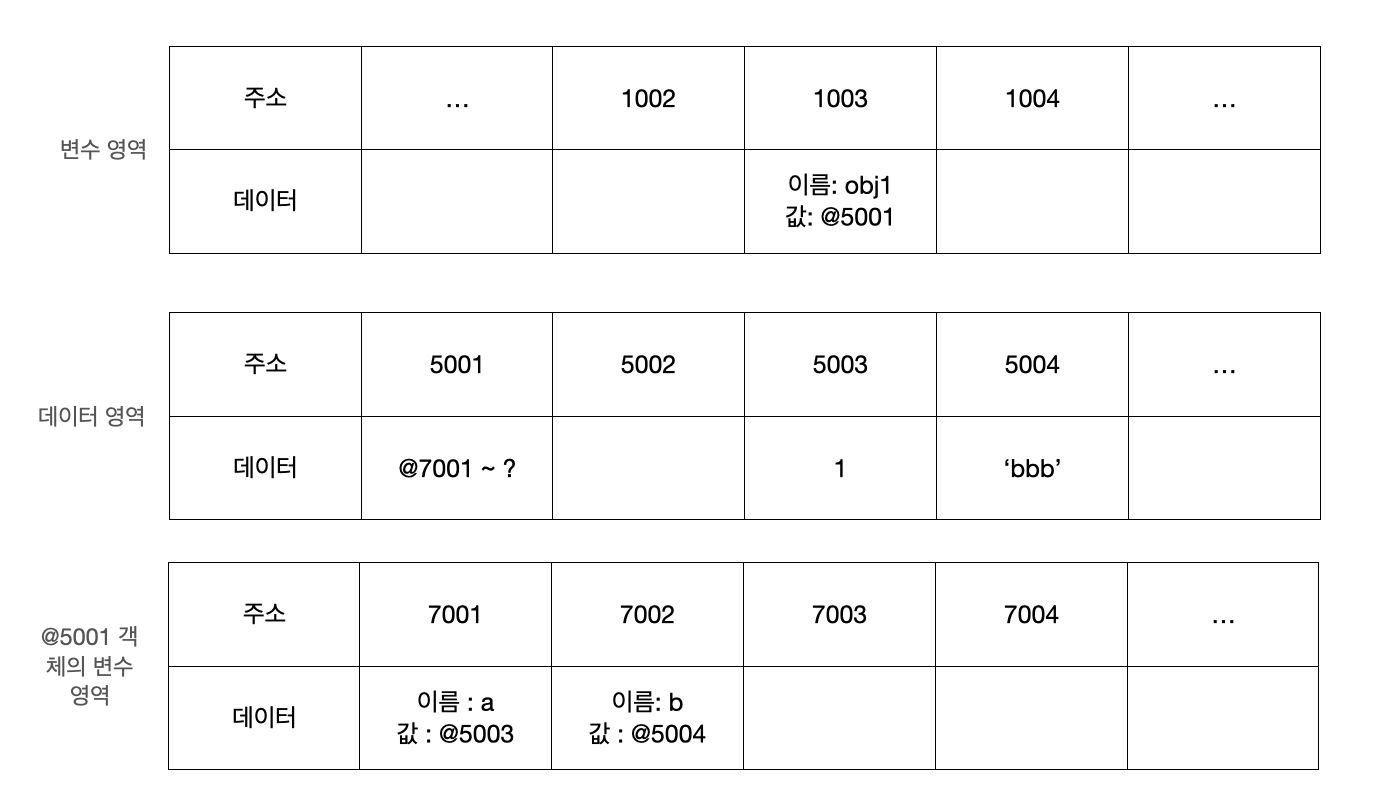 변수 영역
주소 … 1002 1003 1004 …
데이터
이름: obj1
값: @5001
데이터 영역
주소 5001 5002 5003 5004 …
데이터 @7001 ~ ? 1 ‘bbb’
@5001 객
체의 변수
영역
주소 7001 7002 7003 7004 …
데이터
이름 : a
값 : @5003
이름: b
값 : @5004